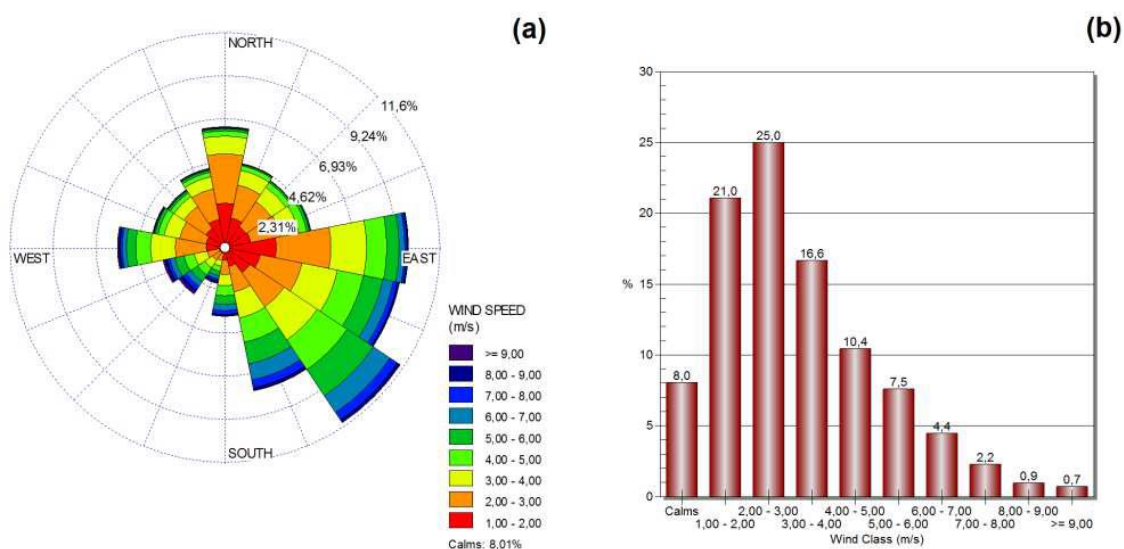 (a)
NORTH
11,6%
9,24%
6,93%
4,62%
2,31%
WEST
EAST
SOUTH
WIND SPEED
(m/s)
>= 9,00
8,00 - 9,00
7,00 - 8,00
6,00 - 7,00
5,00 - 6,00
4,00 - 5,00
3,00 - 4,00
2,00 - 3,00
1,00 - 2,00
Calms: 8,01%
(b)
30
25
20
15
10
5
0
%
8,0
21,0
25,0
16,6
10,4
7,5
4,4
2,2
0,9
0,7
Calms 2,00 - 3,00 4,00 - 5,00 6,00 - 7,00 8,00 - 9,00
1,00 - 2,00 3,00 - 4,00 5,00 - 6,00 7,00 - 8,00 >= 9,00
Wind Class (m/s)